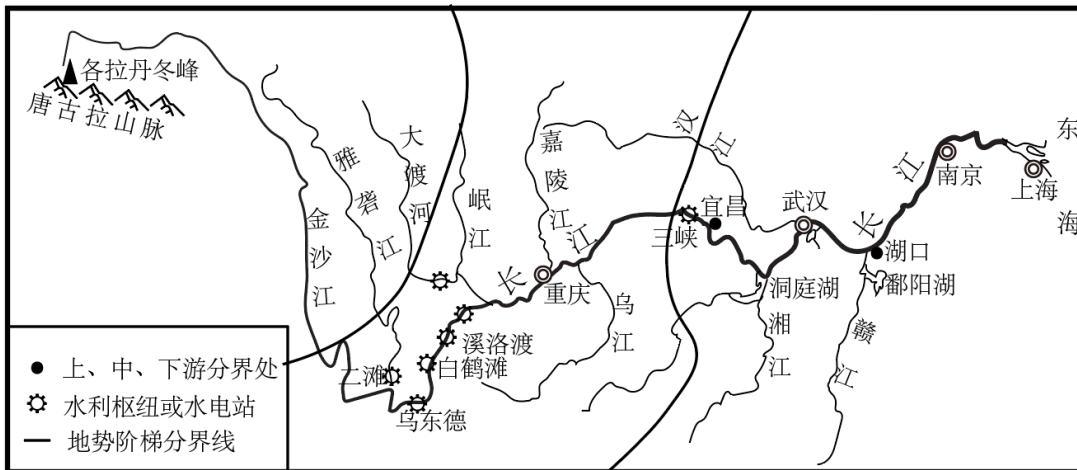 各拉丹冬峰
唐古拉山脉
金沙江
雅砻江
大渡河
岷江
嘉陵江
汉江
乌江
长江
重庆
三峡
宜昌
武汉
洞庭湖
湘江
长江
湖口
鄱阳湖
赣江
南京
上海
东海
溪洛渡
白鹤滩
二滩
乌东德
上、中、下游分界处
水利枢纽或水电站
地势阶梯分界线